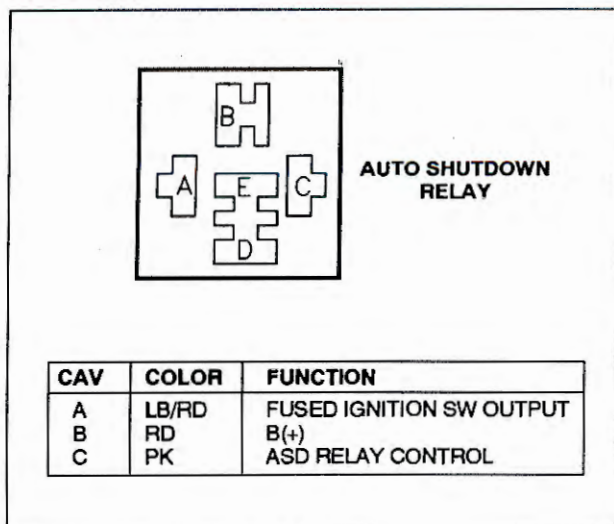 B
A
E
C
D
AUTO SHUTDOWN
RELAY
CAV COLOR FUNCTION
A LB/RD FUSED IGNITION SW OUTPUT
B RD B(+)
C PK ASD RELAY CONTROL